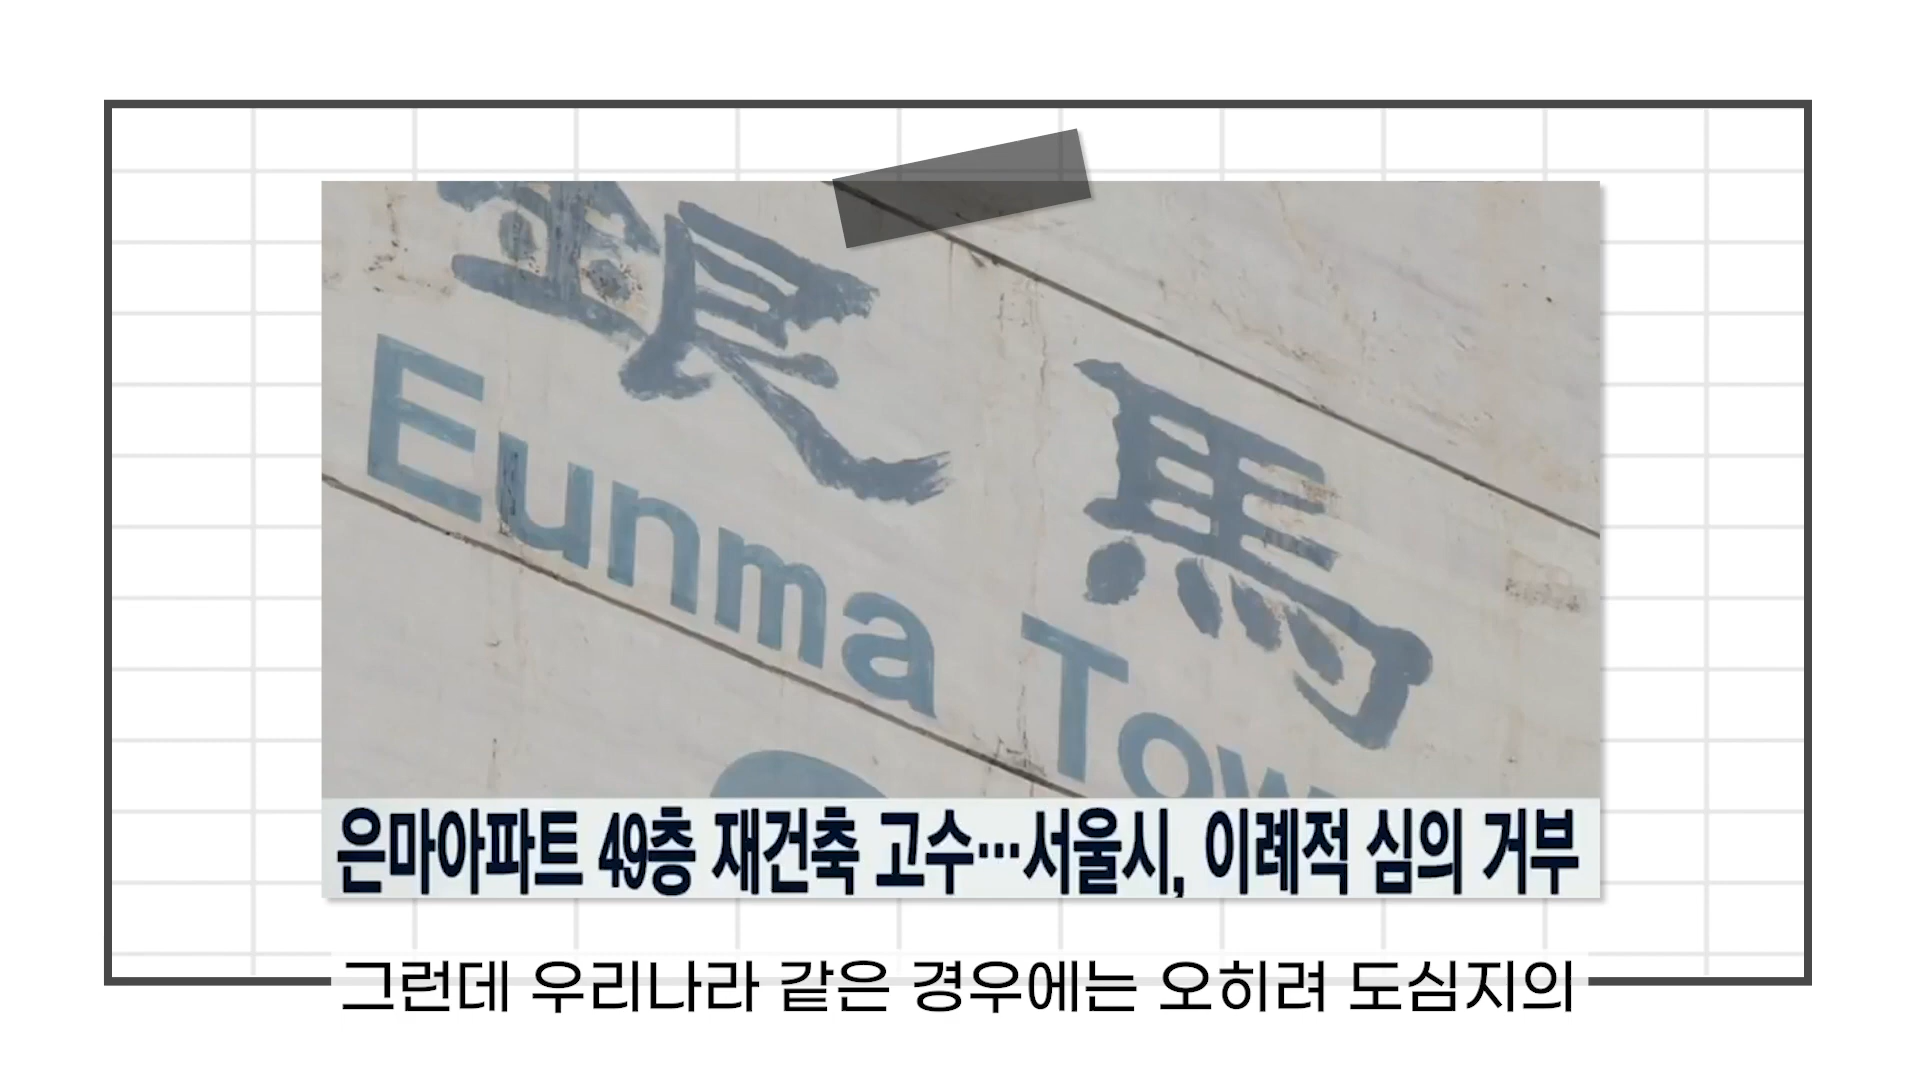 銀馬
Eunma Tow
은마아파트 49층 재건축 고수…서울시, 이례적 심의 거부
그런데 우리나라 같은 경우에는 오히려 도심지의